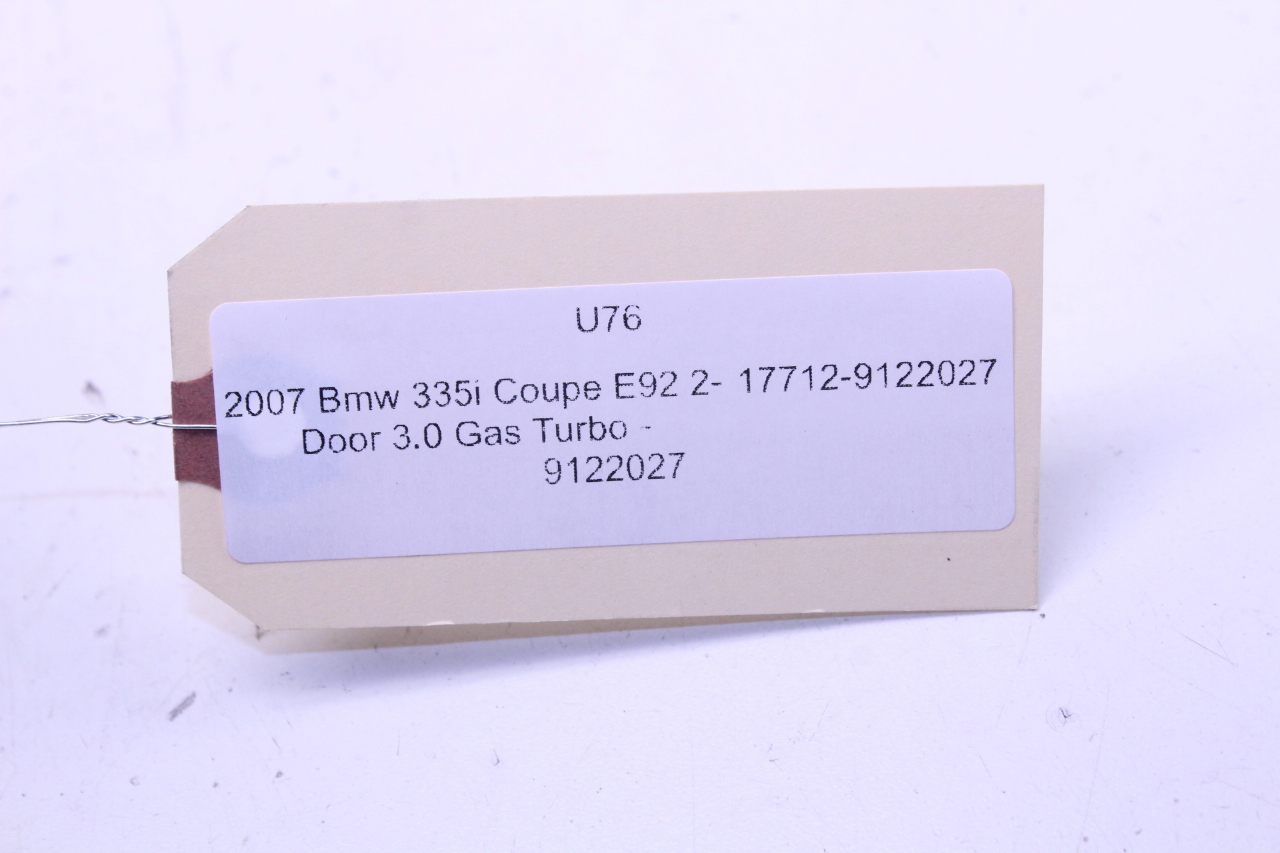 U76
2007 Bmw 335i Coupe E92 2- 17712-9122027
Door 3.0 Gas Turbo -
9122027